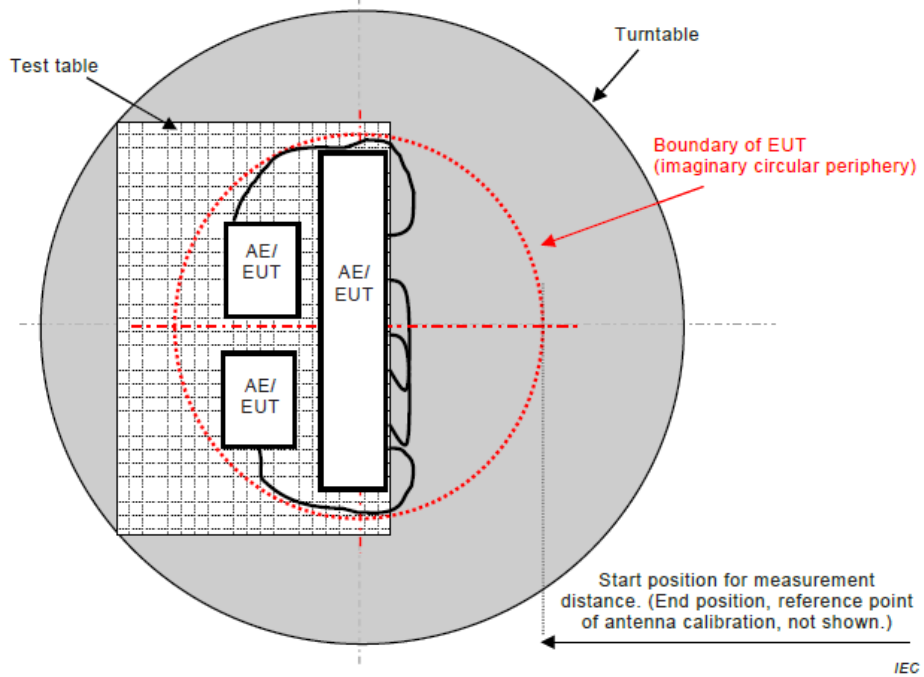 Turntable
Test table
Boundary of EUT
(imaginary circular periphery)
AE/
EUT
AE/
EUT
AE/
EUT
Start position for measurement
distance. (End position, reference point
of antenna calibration, not shown.)
IEC